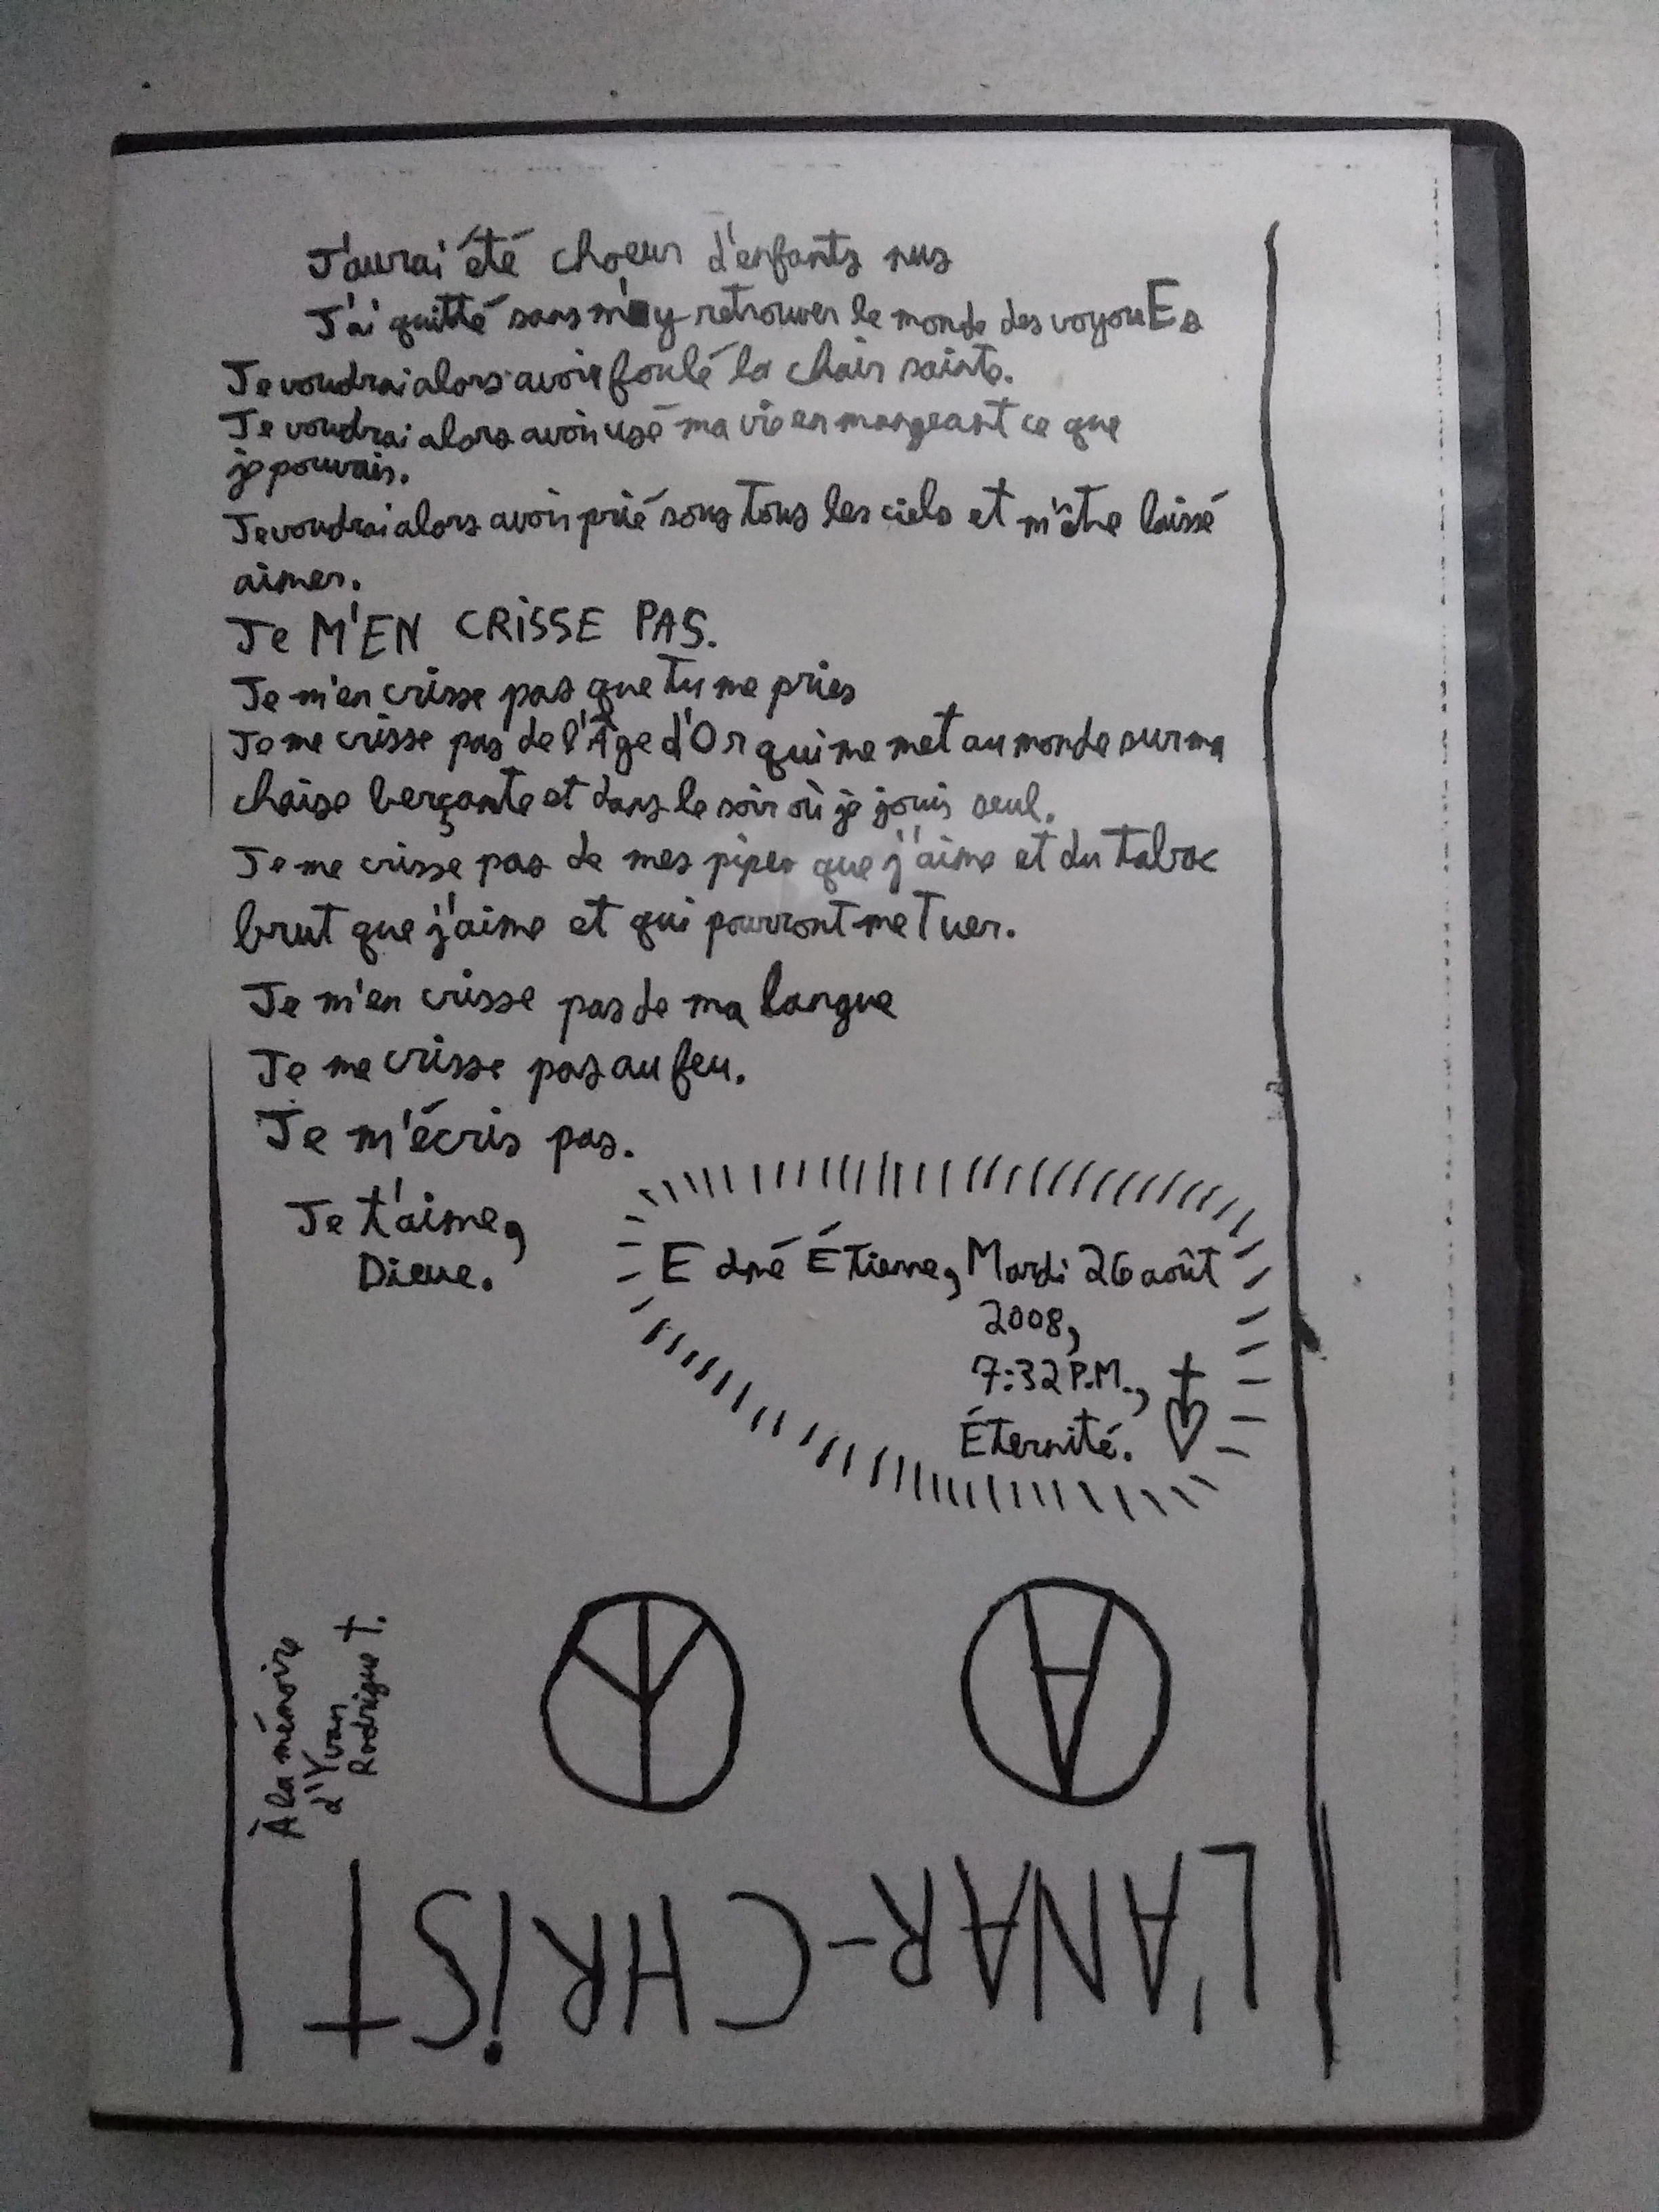 J'aurai été choeur d'enfants nus
J'ai quitté sans m'y retrouver le monde des voyouEs
Je voudrai alors avoir foulé la chair sainte.
Je voudrai alors avoir usé ma vie en mangeant ce que
je pouvais.
Je voudrai alors avoir prié sous tous les ciels et m'être laissé
aimer.
Je M'EN CRiSSE PAS.
Je m'en crisse pas que tu me pries
Je me crisse pas de l'Âge d'Or qui me met au monde sur ma
chaise berçante et dans le soir où je jouis seul.
Je me crisse pas de mes pipes que j'aime et du tabac
brut que j'aime et qui pourront me tuer.
Je m'en crisse pas de ma langue
Je me crisse pas au feu.
Je m'écris pas.
Je t'aime,
Dieue.
Edné Étienne, Mardi 26 août
2008,
7:32 P.M.,
Éternité.
À la mémoire
d'Yvan
Rodrigue T.
L'ANAR-CHRiST